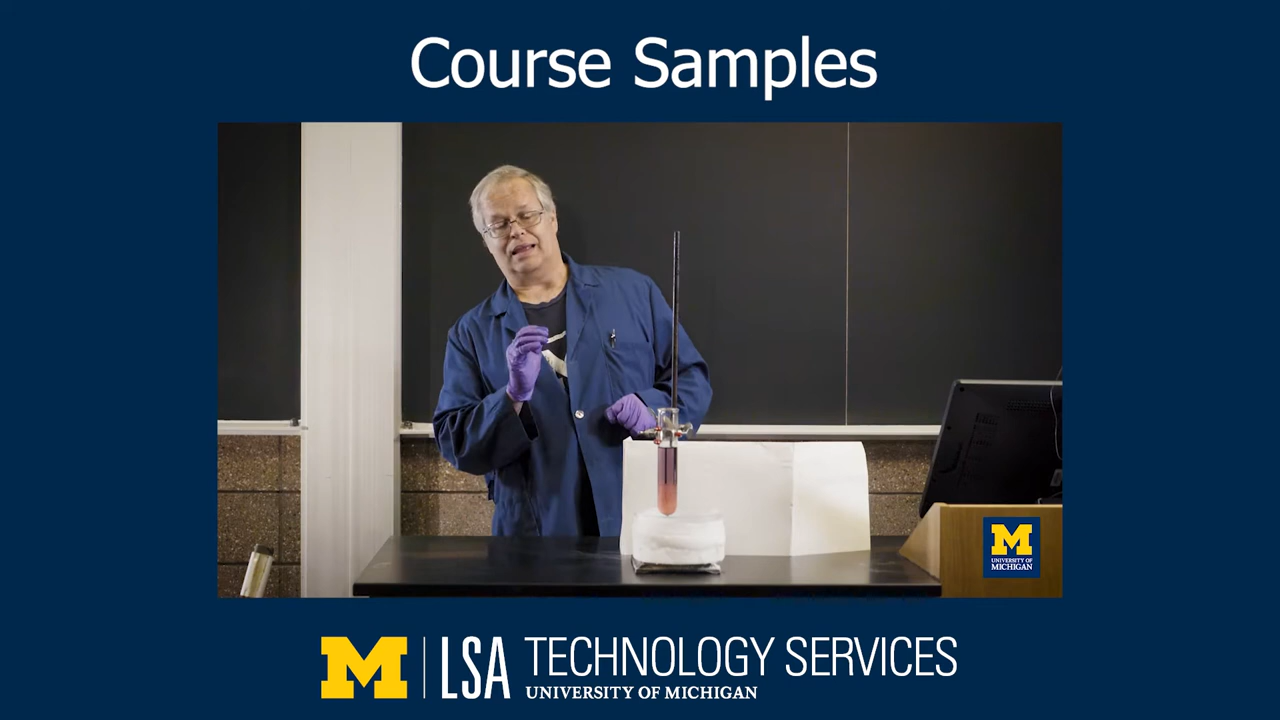 Course Samples
M
UNIVERSITY OF
MICHIGAN
M LSA TECHNOLOGY SERVICES
UNIVERSITY OF MICHIGAN